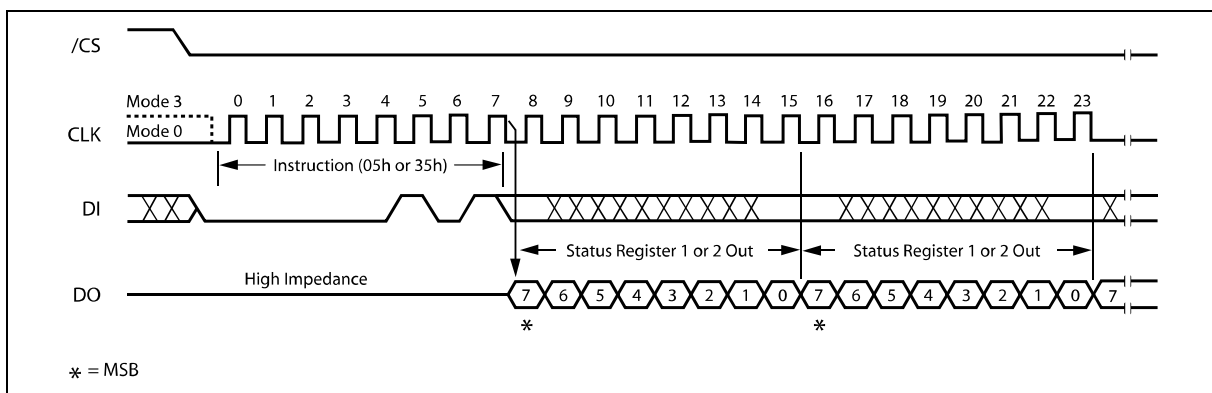 /CS
Mode 3
0 1 2 3 4 5 6 7 8 9 10 11 12 13 14 15 16 17 18 19 20 21 22 23
CLK
Mode 0
Instruction (05h or 35h)
DI
Status Register 1 or 2 Out
Status Register 1 or 2 Out
High Impedance
DO
7 6 5 4 3 2 1 0 7 6 5 4 3 2 1 0 7
* *
* = MSB